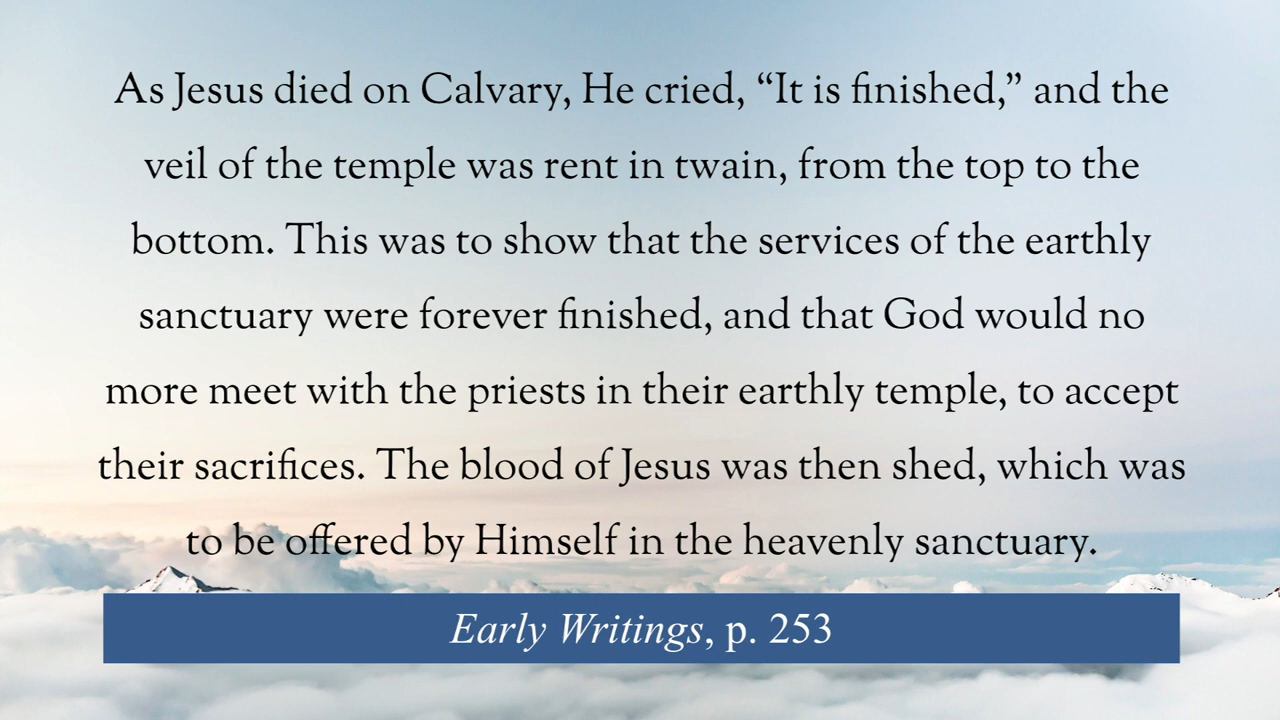 As Jesus died on Calvary, He cried, “It is finished,” and the
veil of the temple was rent in twain, from the top to the
bottom. This was to show that the services of the earthly
sanctuary were forever finished, and that God would no
more meet with the priests in their earthly temple, to accept
their sacrifices. The blood of Jesus was then shed, which was
to be offered by Himself in the heavenly sanctuary.
Early Writings, p. 253